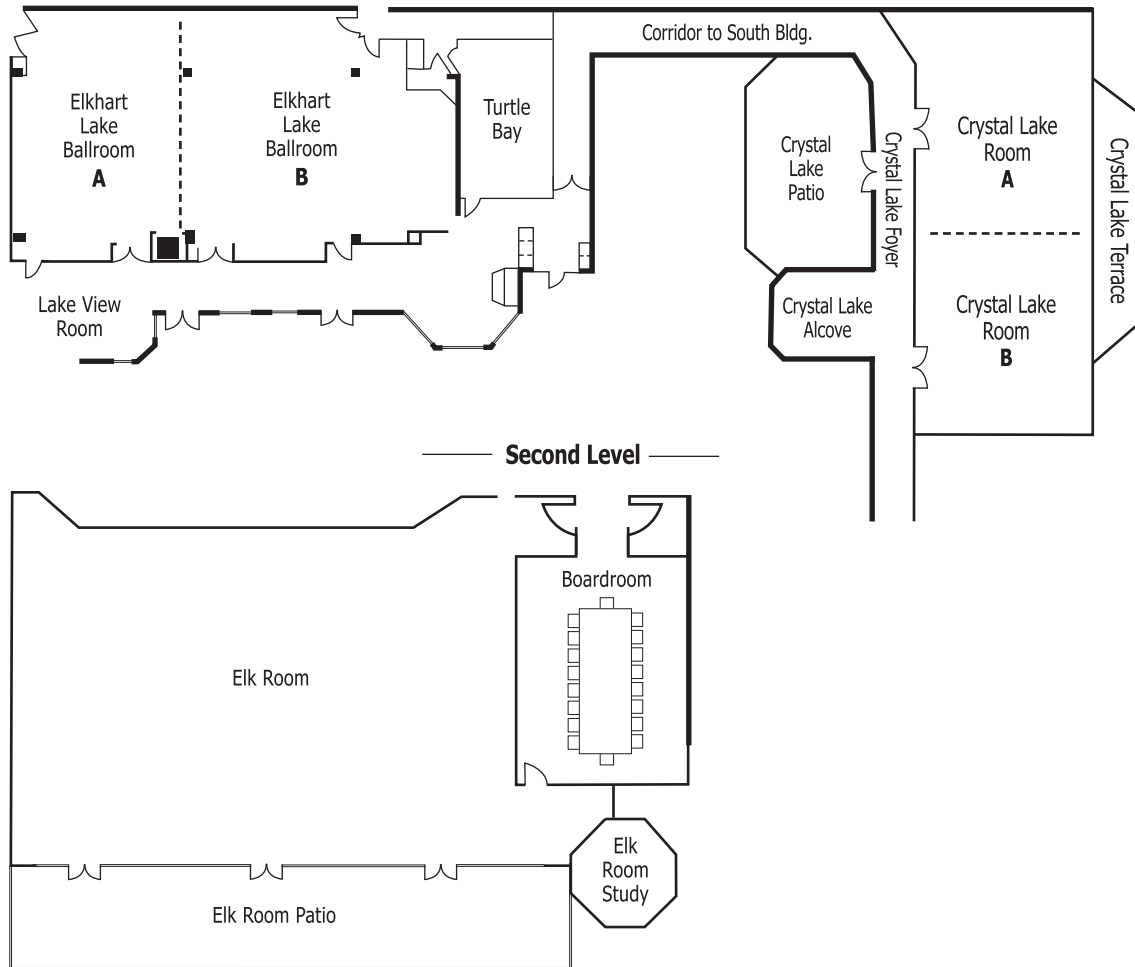 Corridor to South Bldg.
Elkhart
Lake
Ballroom
A
Elkhart
Lake
Ballroom
B
Turtle
Bay
Crystal
Lake
Patio
Crystal Lake Foyer
Crystal Lake
Room
A
Crystal Lake Terrace
Lake View
Room
Crystal Lake
Alcove
Crystal Lake
Room
B
Second Level
Boardroom
Elk Room
Elk
Room
Study
Elk Room Patio